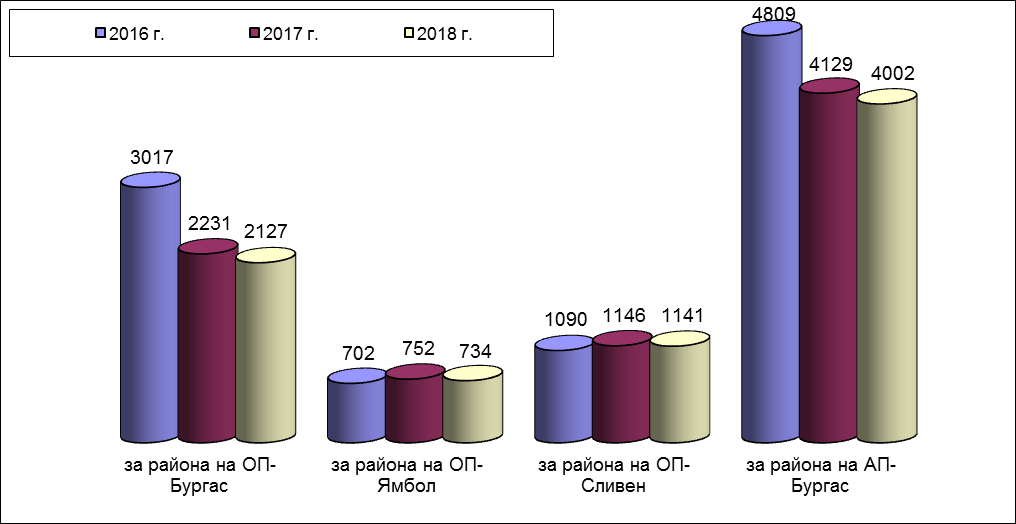 2016 г. 2017 г. 2018 г.
4809
4129
4002
3017
2231
2127
702
752
734
1090
1146
1141
за района на ОП-
Бургас
за района на ОП-
Ямбол
за района на ОП-
Сливен
за района на АП-
Бургас